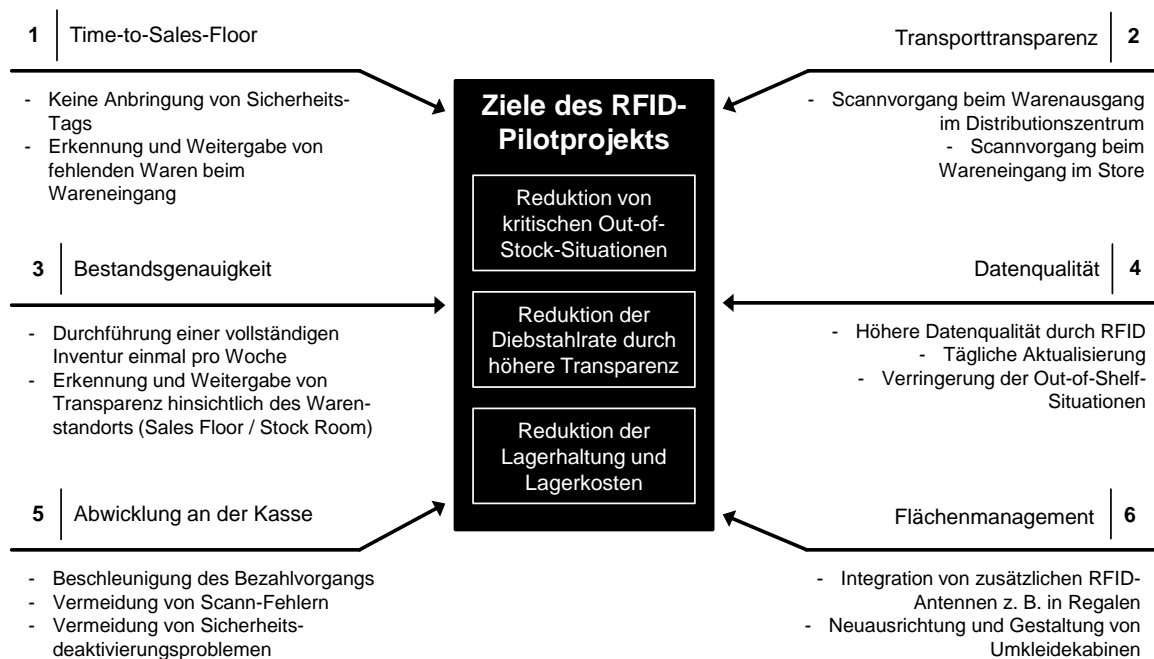 1 Time-to-Sales-Floor
- Keine Anbringung von Sicherheits-
Tags
- Erkennung und Weitergabe von
fehlenden Waren beim
Wareneingang
Transporttransparenz 2
- Scannvorgang beim Warenausgang
im Distributionszentrum
- Scannvorgang beim
Wareneingang im Store
Ziele des RFID-
Pilotprojekts
Reduktion von
kritischen Out-of-
Stock-Situationen
Reduktion der
Diebstahlrate durch
höhere Transparenz
Reduktion der
Lagerhaltung und
Lagerkosten
3 Bestandsgenauigkeit
- Durchführung einer vollständigen
Inventur einmal pro Woche
- Erkennung und Weitergabe von
Transparenz hinsichtlich des Waren-
standorts (Sales Floor / Stock Room)
Datenqualität 4
- Höhere Datenqualität durch RFID
- Tägliche Aktualisierung
- Verringerung der Out-of-Shelf-
Situationen
5 Abwicklung an der Kasse
- Beschleunigung des Bezahlvorgangs
- Vermeidung von Scann-Fehlern
- Vermeidung von Sicherheits-
deaktivierungsproblemen
Flächenmanagement 6
- Integration von zusätzlichen RFID-
Antennen z. B. in Regalen
- Neuausrichtung und Gestaltung von
Umkleidekabinen